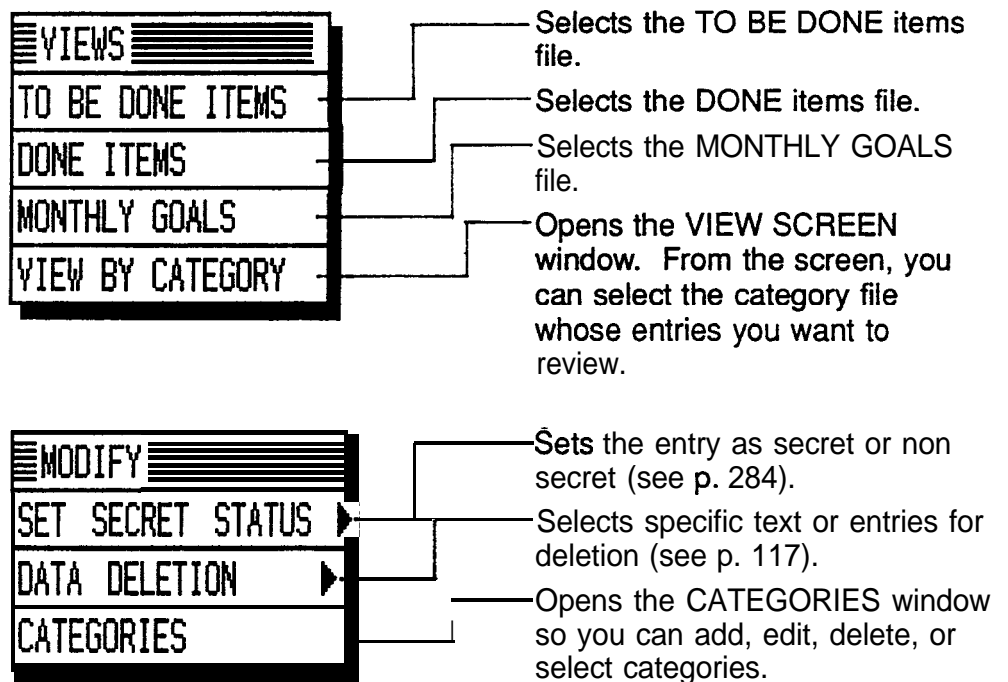 VIEWS
TO BE DONE ITEMS
DONE ITEMS
MONTHLY GOALS
VIEW BY CATEGORY
Selects the TO BE DONE items
file.
Selects the DONE items file.
Selects the MONTHLY GOALS
file.
Opens the VIEW SCREEN
window. From the screen, you
can select the category file
whose entries you want to
review.
MODIFY
SET SECRET STATUS
DATA DELETION
CATEGORIES
Sets the entry as secret or non
secret (see p. 284).
Selects specific text or entries for
deletion (see p. 117).
Opens the CATEGORIES window
so you can add, edit, delete, or
select categories.